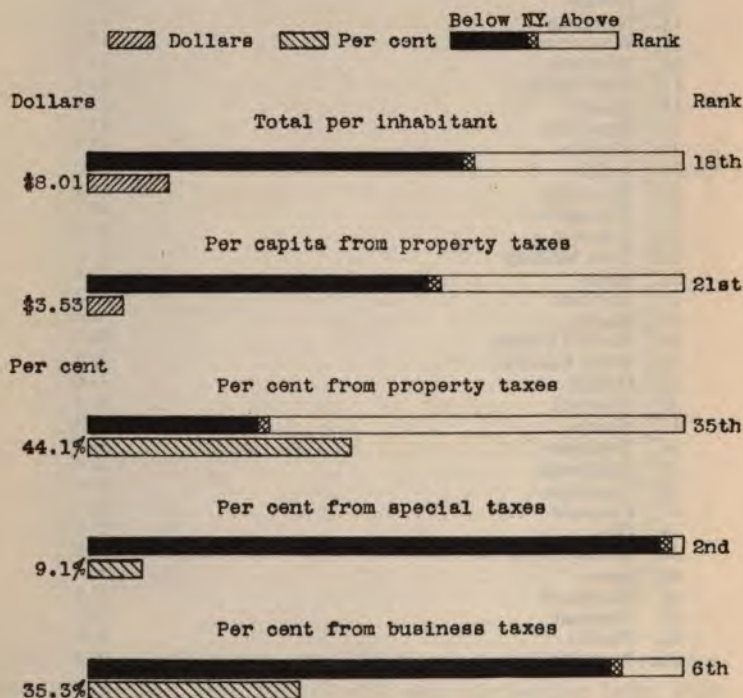 Below N.Y. Above
Dollars Per cent Rank
Dollars Rank
Total per inhabitant
18th
$8.01
Per capita from property taxes
21st
$3.53
Per cent
Per cent from property taxes
35th
44.1%
Per cent from special taxes
2nd
9.1%
Per cent from business taxes
6th
35.3%